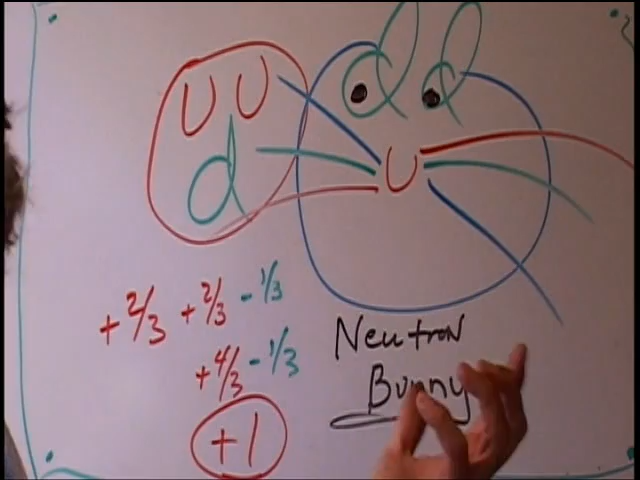 U U d d
d U
+2/3 +2/3 -1/3
+4/3 -1/3
+1
Neutron
Bunny